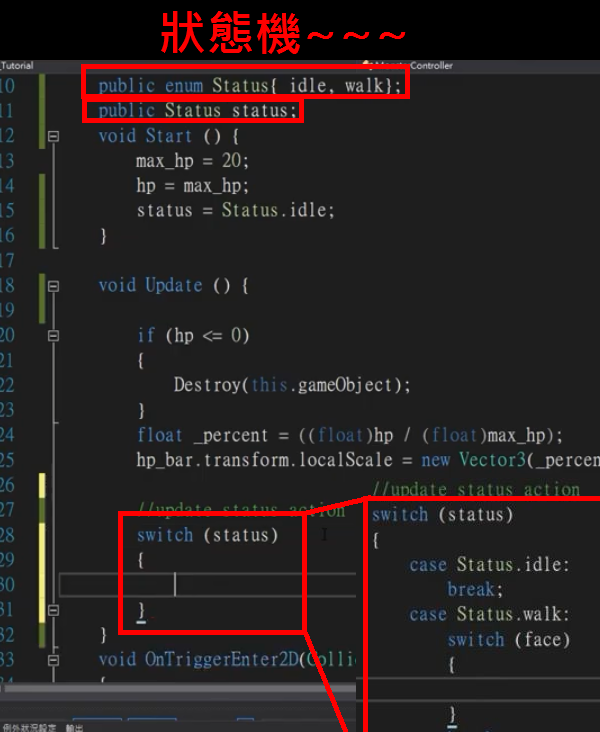 狀態機~~~
_Tutorial
Controller
10 public enum Status{ idle, walk};
11 public Status status;
12 void Start () {
13 max_hp = 20;
14 hp = max_hp;
15 status = Status.idle;
16 }
17
18 void Update () {
19
20 if (hp <= 0)
21 {
22 Destroy(this.gameObject);
23 }
24 float _percent = ((float)hp / (float)max_hp);
25 hp_bar.transform.localScale = new Vector3(_percen
26
27 //update status action
28 switch (status)
29 {
30
31 }
32 }
33 void OnTriggerEnter2D(Colli
{
//update status action
switch (status)
{
case Status.idle:
break;
case Status.walk:
switch (face)
{
}
例外狀況設定 輸出